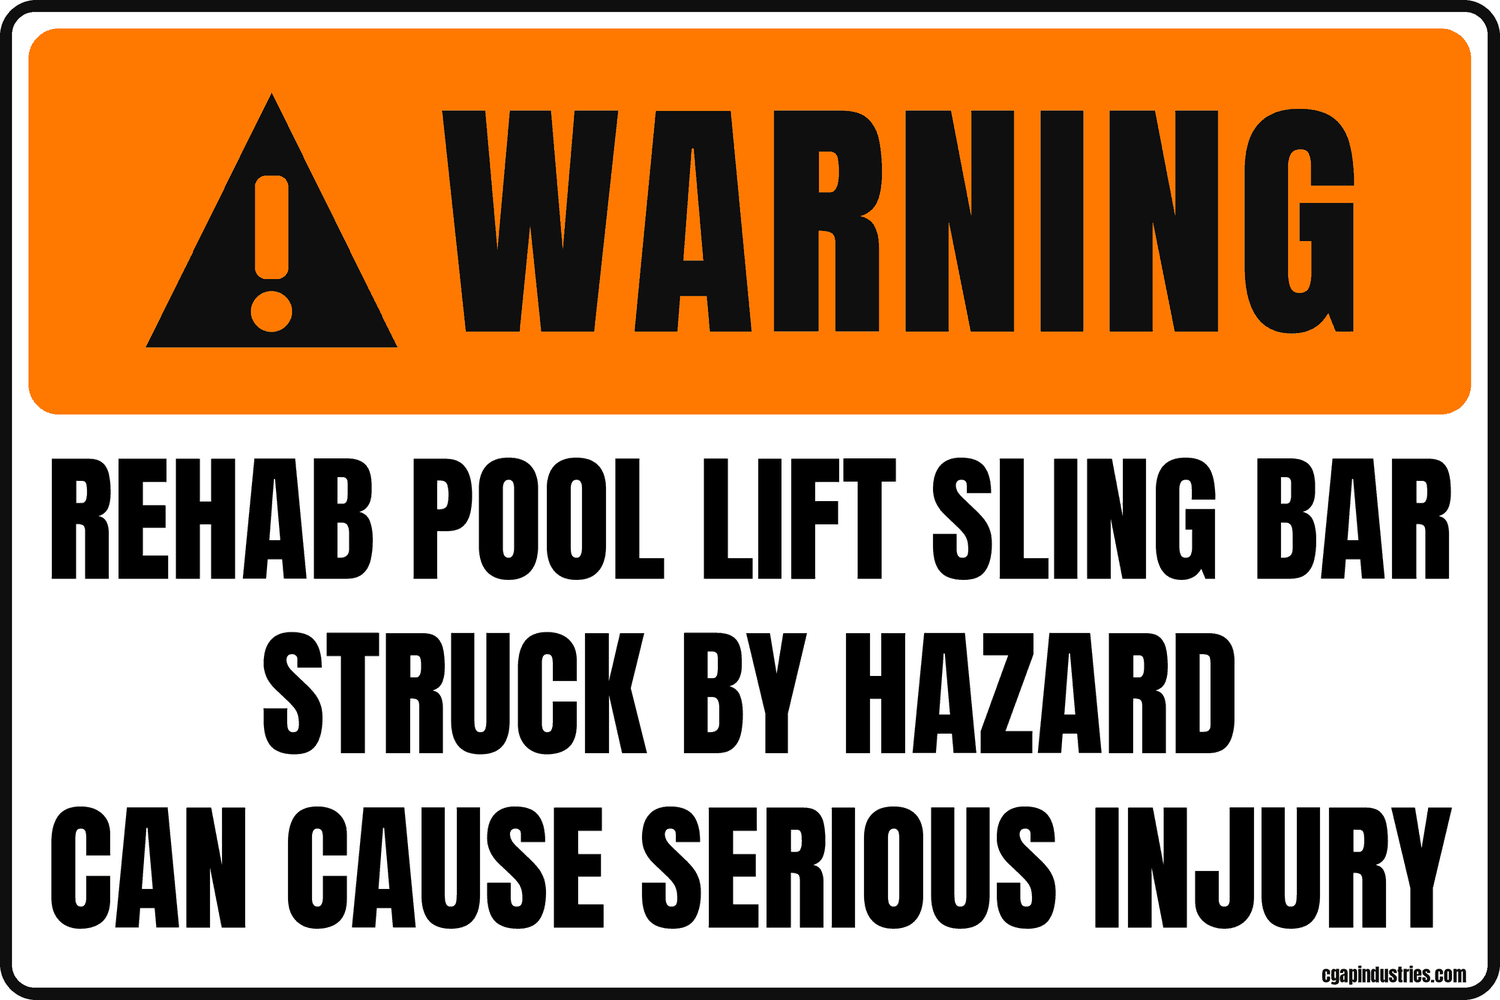 WARNING
REHAB POOL LIFT SLING BAR
STRUCK BY HAZARD
CAN CAUSE SERIOUS INJURY
cgapindustries.com